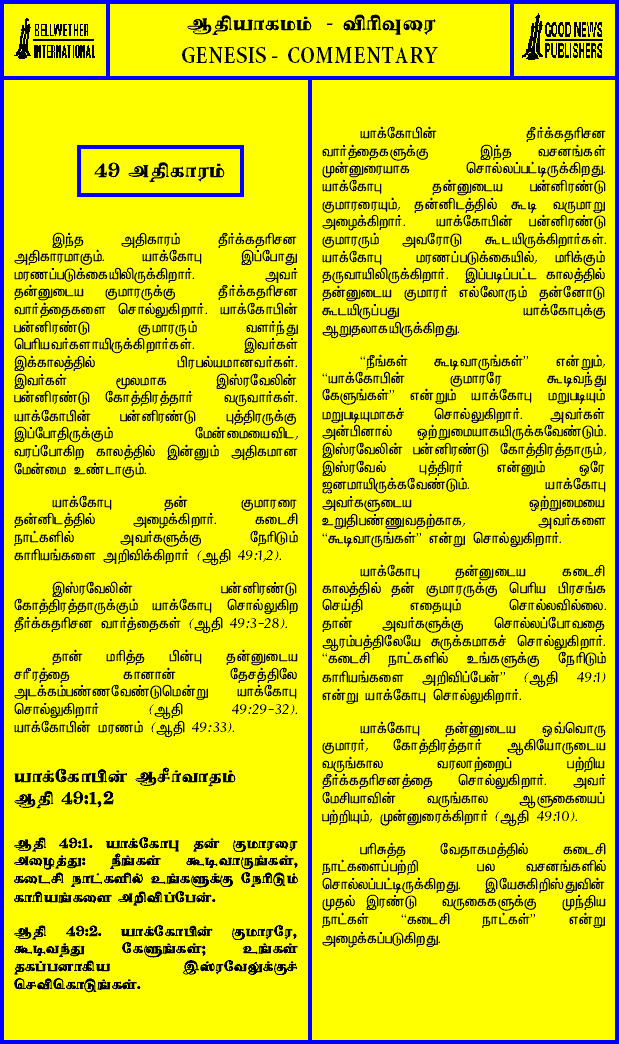 BELLWETHER
INTERNATIONAL
ஆதியாகமம் - விரிவுரை
GENESIS - COMMENTARY
GOOD NEWS
PUBLISHERS
49 அதிகாரம்
இந்த அதிகாரம் தீர்க்கதரிசன
அதிகாரமாகும். யாக்கோபு இப்போது
மரணப்படுக்கையிலிருக்கிறார். அவர்
தன்னுடைய குமாரருக்கு தீர்க்கதரிசன
வார்த்தைகளை சொல்லுகிறார். யாக்கோபின்
பன்னிரண்டு குமாரரும் வளர்ந்து
பெரியவர்களாயிருக்கிறார்கள். இவர்கள்
இக்காலத்தில் பிரபல்யமானவர்கள்.
இவர்கள் மூலமாக இஸ்ரவேலின்
பன்னிரண்டு கோத்திரத்தார் வருவார்கள்.
யாக்கோபின் பன்னிரண்டு புத்திரருக்கு
இப்போதிருக்கும் மேன்மையைவிட,
வரப்போகிற காலத்தில் இன்னும் அதிகமான
மேன்மை உண்டாகும்.
யாக்கோபு தன் குமாரரை
தன்னிடத்தில் அழைக்கிறார். கடைசி
நாட்களில் அவர்களுக்கு நேரிடும்
காரியங்களை அறிவிக்கிறார் (ஆதி 49:1,2).
இஸ்ரவேலின் பன்னிரண்டு
கோத்திரத்தாருக்கும் யாக்கோபு சொல்லுகிற
தீர்க்கதரிசன வார்த்தைகள் (ஆதி 49:3-28).
தான் மரித்த பின்பு தன்னுடைய
சரீரத்தை கானான் தேசத்திலே
அடக்கம்பண்ணவேண்டுமென்று யாக்கோபு
சொல்லுகிறார் (ஆதி 49:29-32).
யாக்கோபின் மரணம் (ஆதி 49:33).
யாக்கோபின் ஆசீர்வாதம்
ஆதி 49:1,2
ஆதி 49:1. யாக்கோபு தன் குமாரரை
அழைத்து: நீங்கள் கூடிவாருங்கள்,
கடைசி நாட்களில் உங்களுக்கு நேரிடும்
காரியங்களை அறிவிப்பேன்.
ஆதி 49:2. யாக்கோபின் குமாரரே,
கூடிவந்து கேளுங்கள்; உங்கள்
தகப்பனாகிய இஸ்ரவேலுக்குச்
செவிகொடுங்கள்.
யாக்கோபின் தீர்க்கதரிசன
வார்த்தைகளுக்கு இந்த வசனங்கள்
முன்னுரையாக சொல்லப்பட்டிருக்கிறது.
யாக்கோபு தன்னுடைய பன்னிரண்டு
குமாரரையும், தன்னிடத்தில் கூடி வருமாறு
அழைக்கிறார். யாக்கோபின் பன்னிரண்டு
குமாரரும் அவரோடு கூடயிருக்கிறார்கள்.
யாக்கோபு மரணப்படுக்கையில், மரிக்கும்
தருவாயிலிருக்கிறார். இப்படிப்பட்ட காலத்தில்
தன்னுடைய குமாரர் எல்லோரும் தன்னோடு
கூடயிருப்பது யாக்கோபுக்கு
ஆறுதலாகயிருக்கிறது.
“நீங்கள் கூடிவாருங்கள்” என்றும்,
“யாக்கோபின் குமாரரே கூடிவந்து
கேளுங்கள்” என்றும் யாக்கோபு மறுபடியும்
மறுபடியுமாகச் சொல்லுகிறார். அவர்கள்
அன்பினால் ஒற்றுமையாகயிருக்கவேண்டும்.
இஸ்ரவேலின் பன்னிரண்டு கோத்திரத்தாரும்,
இஸ்ரவேல் புத்திரர் என்னும் ஒரே
ஜனமாயிருக்கவேண்டும். யாக்கோபு
அவர்களுடைய ஒற்றுமையை
உறுதிபண்ணுவதற்காக, அவர்களை
“கூடிவாருங்கள்” என்று சொல்லுகிறார்.
யாக்கோபு தன்னுடைய கடைசி
காலத்தில் தன் குமாரருக்கு பெரிய பிரசங்க
செய்தி எதையும் சொல்லவில்லை.
தான் அவர்களுக்கு சொல்லப்போவதை
ஆரம்பத்திலேயே சுருக்கமாகச் சொல்லுகிறார்.
“கடைசி நாட்களில் உங்களுக்கு நேரிடும்
காரியங்களை அறிவிப்பேன்” (ஆதி 49:1)
என்று யாக்கோபு சொல்லுகிறார்.
யாக்கோபு தன்னுடைய ஒவ்வொரு
குமாரர், கோத்திரத்தார் ஆகியோருடைய
வருங்கால வரலாற்றைப் பற்றிய
தீர்க்கதரிசனத்தை சொல்லுகிறார். அவர்
மேசியாவின் வருங்கால ஆளுகையைப்
பற்றியும், முன்னுரைக்கிறார் (ஆதி 49:10).
பரிசுத்த வேதாகமத்தில் கடைசி
நாட்களைப்பற்றி பல வசனங்களில்
சொல்லப்பட்டிருக்கிறது. இயேசுகிறிஸ்துவின்
முதல் இரண்டு வருகைகளுக்கு முந்திய
நாட்கள் “கடைசி நாட்கள்” என்று
அழைக்கப்படுகிறது.